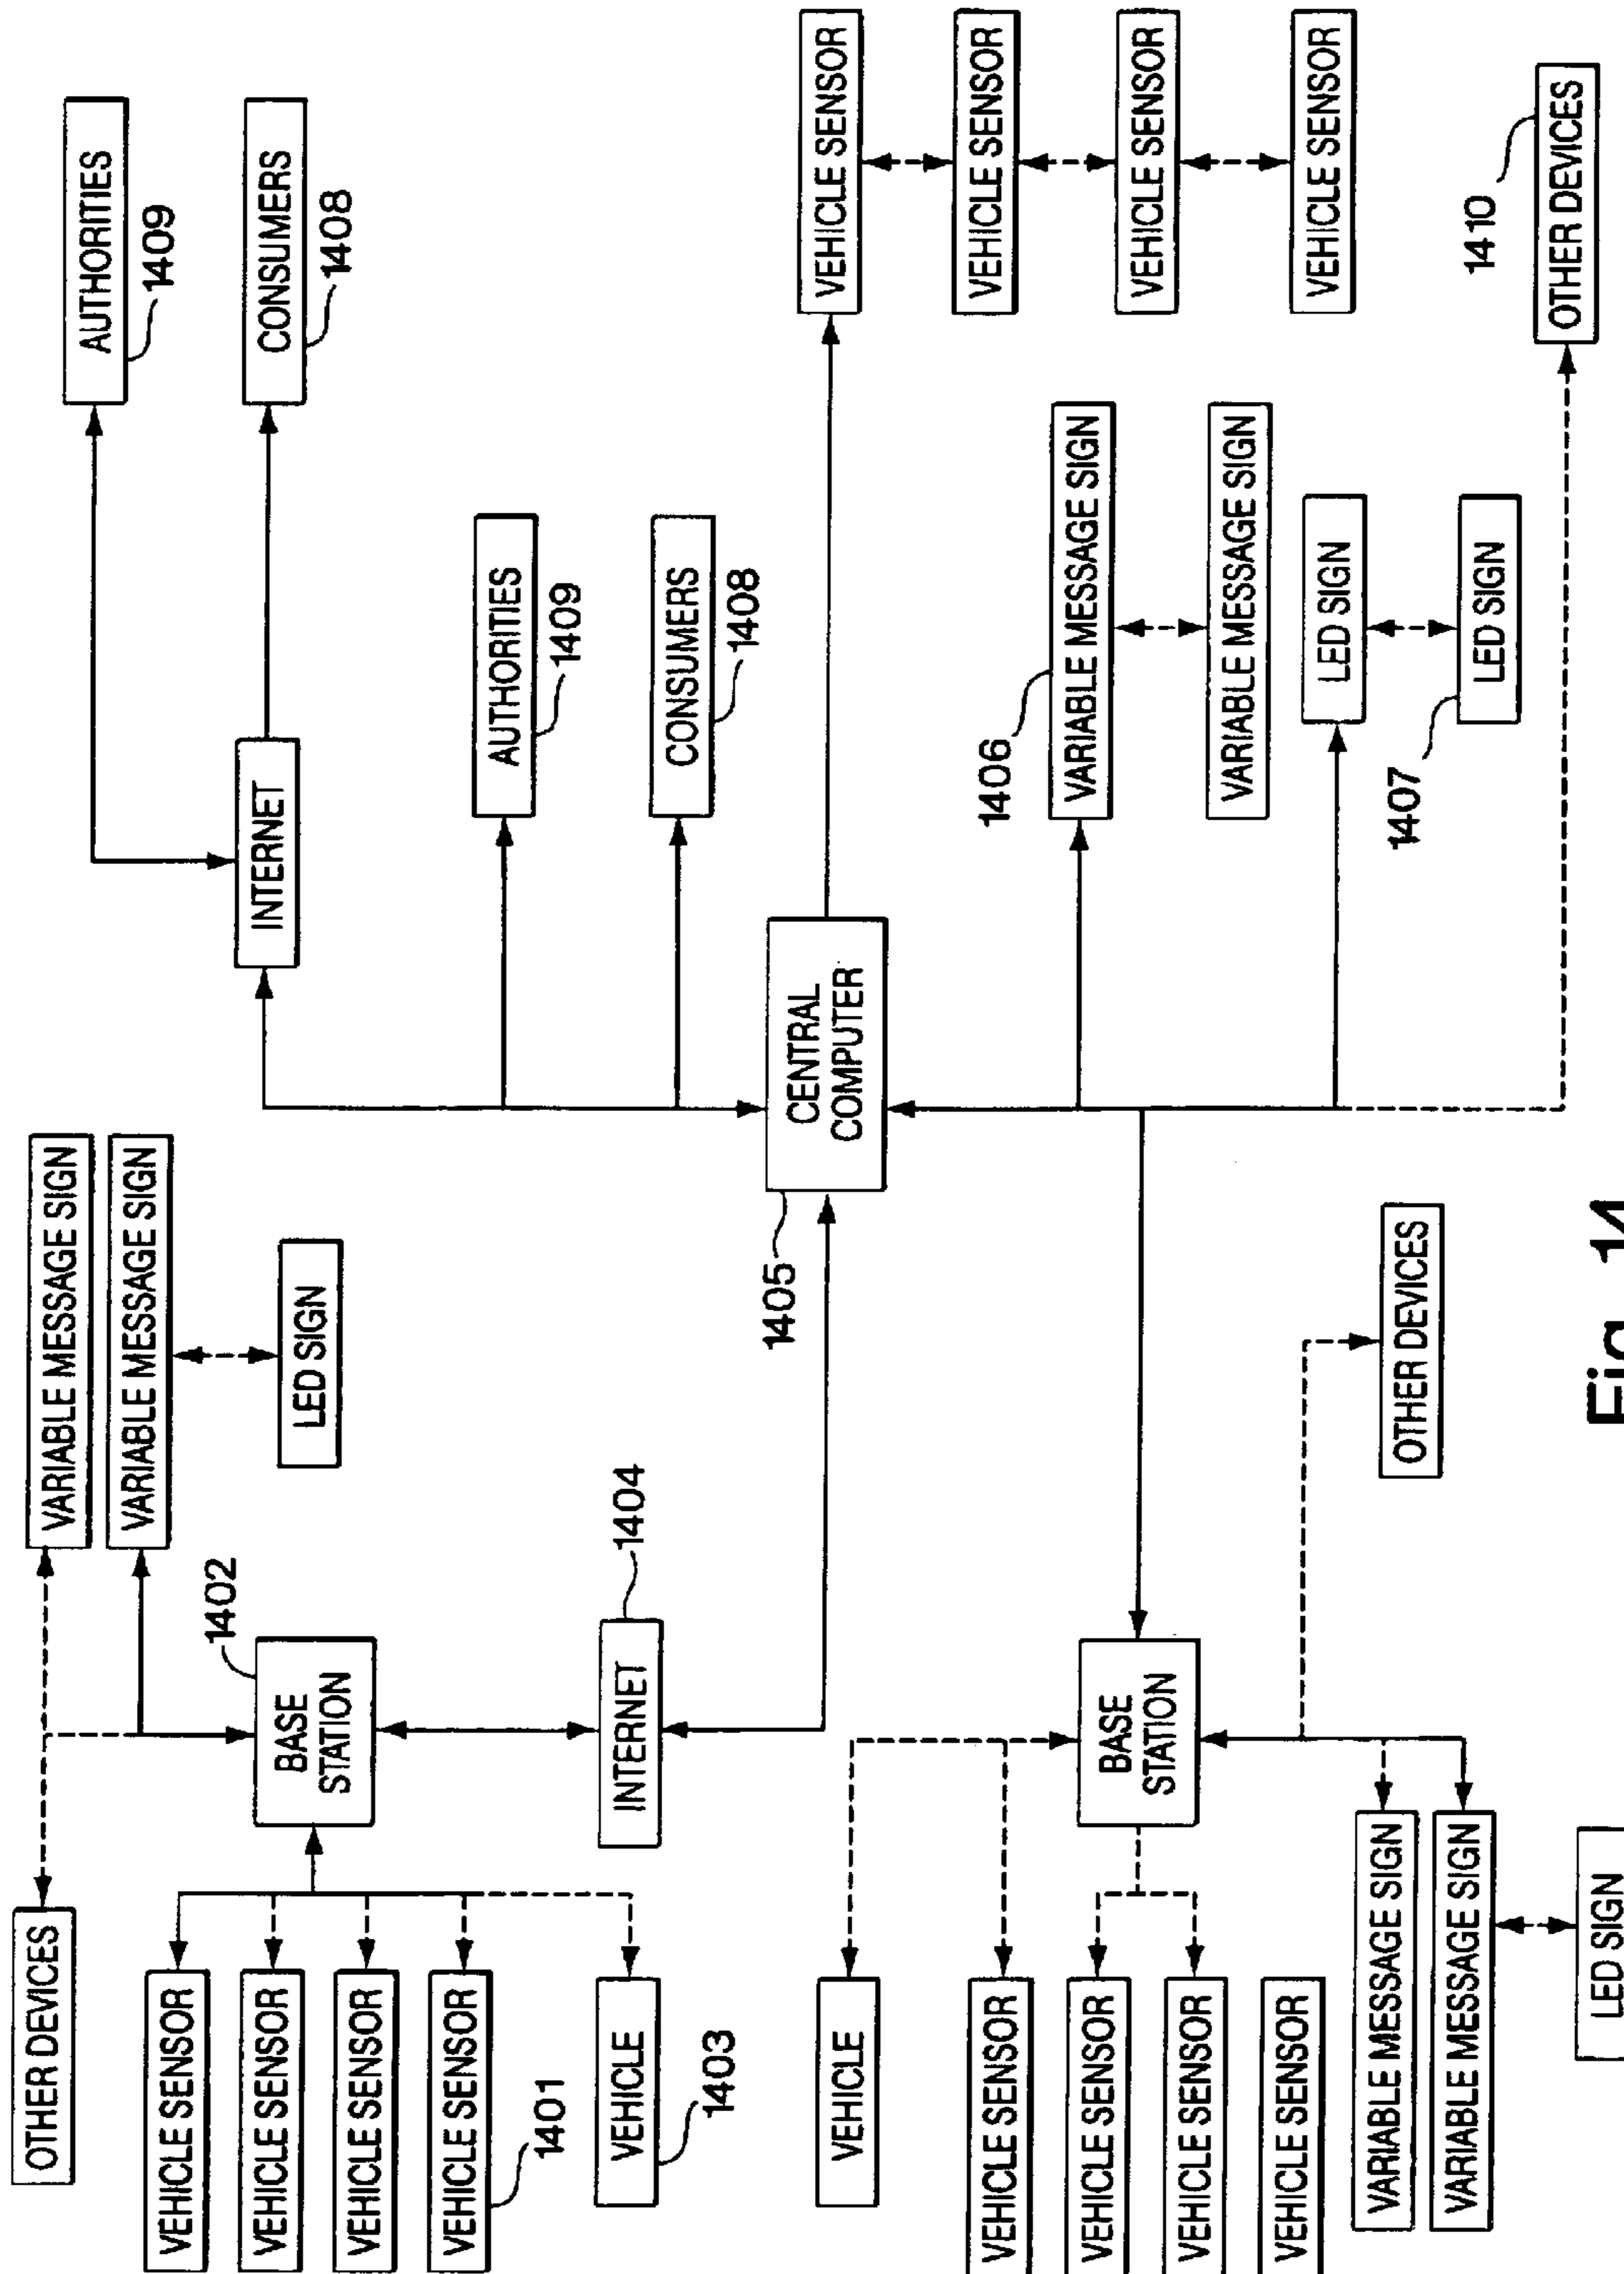 OTHER DEVICES
VARIABLE MESSAGE SIGN
VARIABLE MESSAGE SIGN
LED SIGN
VEHICLE SENSOR
VEHICLE SENSOR
VEHICLE SENSOR
VEHICLE SENSOR
1401
VEHICLE
1403
1402
BASE
STATION
INTERNET
1404
AUTHORITIES
1409
CONSUMERS
1408
INTERNET
AUTHORITIES
1409
CONSUMERS
1408
CENTRAL
COMPUTER
1405
VEHICLE SENSOR
VEHICLE SENSOR
VEHICLE SENSOR
VEHICLE SENSOR
VEHICLE
VEHICLE SENSOR
VEHICLE SENSOR
VEHICLE SENSOR
VEHICLE SENSOR
BASE
STATION
1406
VARIABLE MESSAGE SIGN
VARIABLE MESSAGE SIGN
LED SIGN
1407
LED SIGN
VARIABLE MESSAGE SIGN
VARIABLE MESSAGE SIGN
LED SIGN
OTHER DEVICES
1410
OTHER DEVICES
Fig. 14